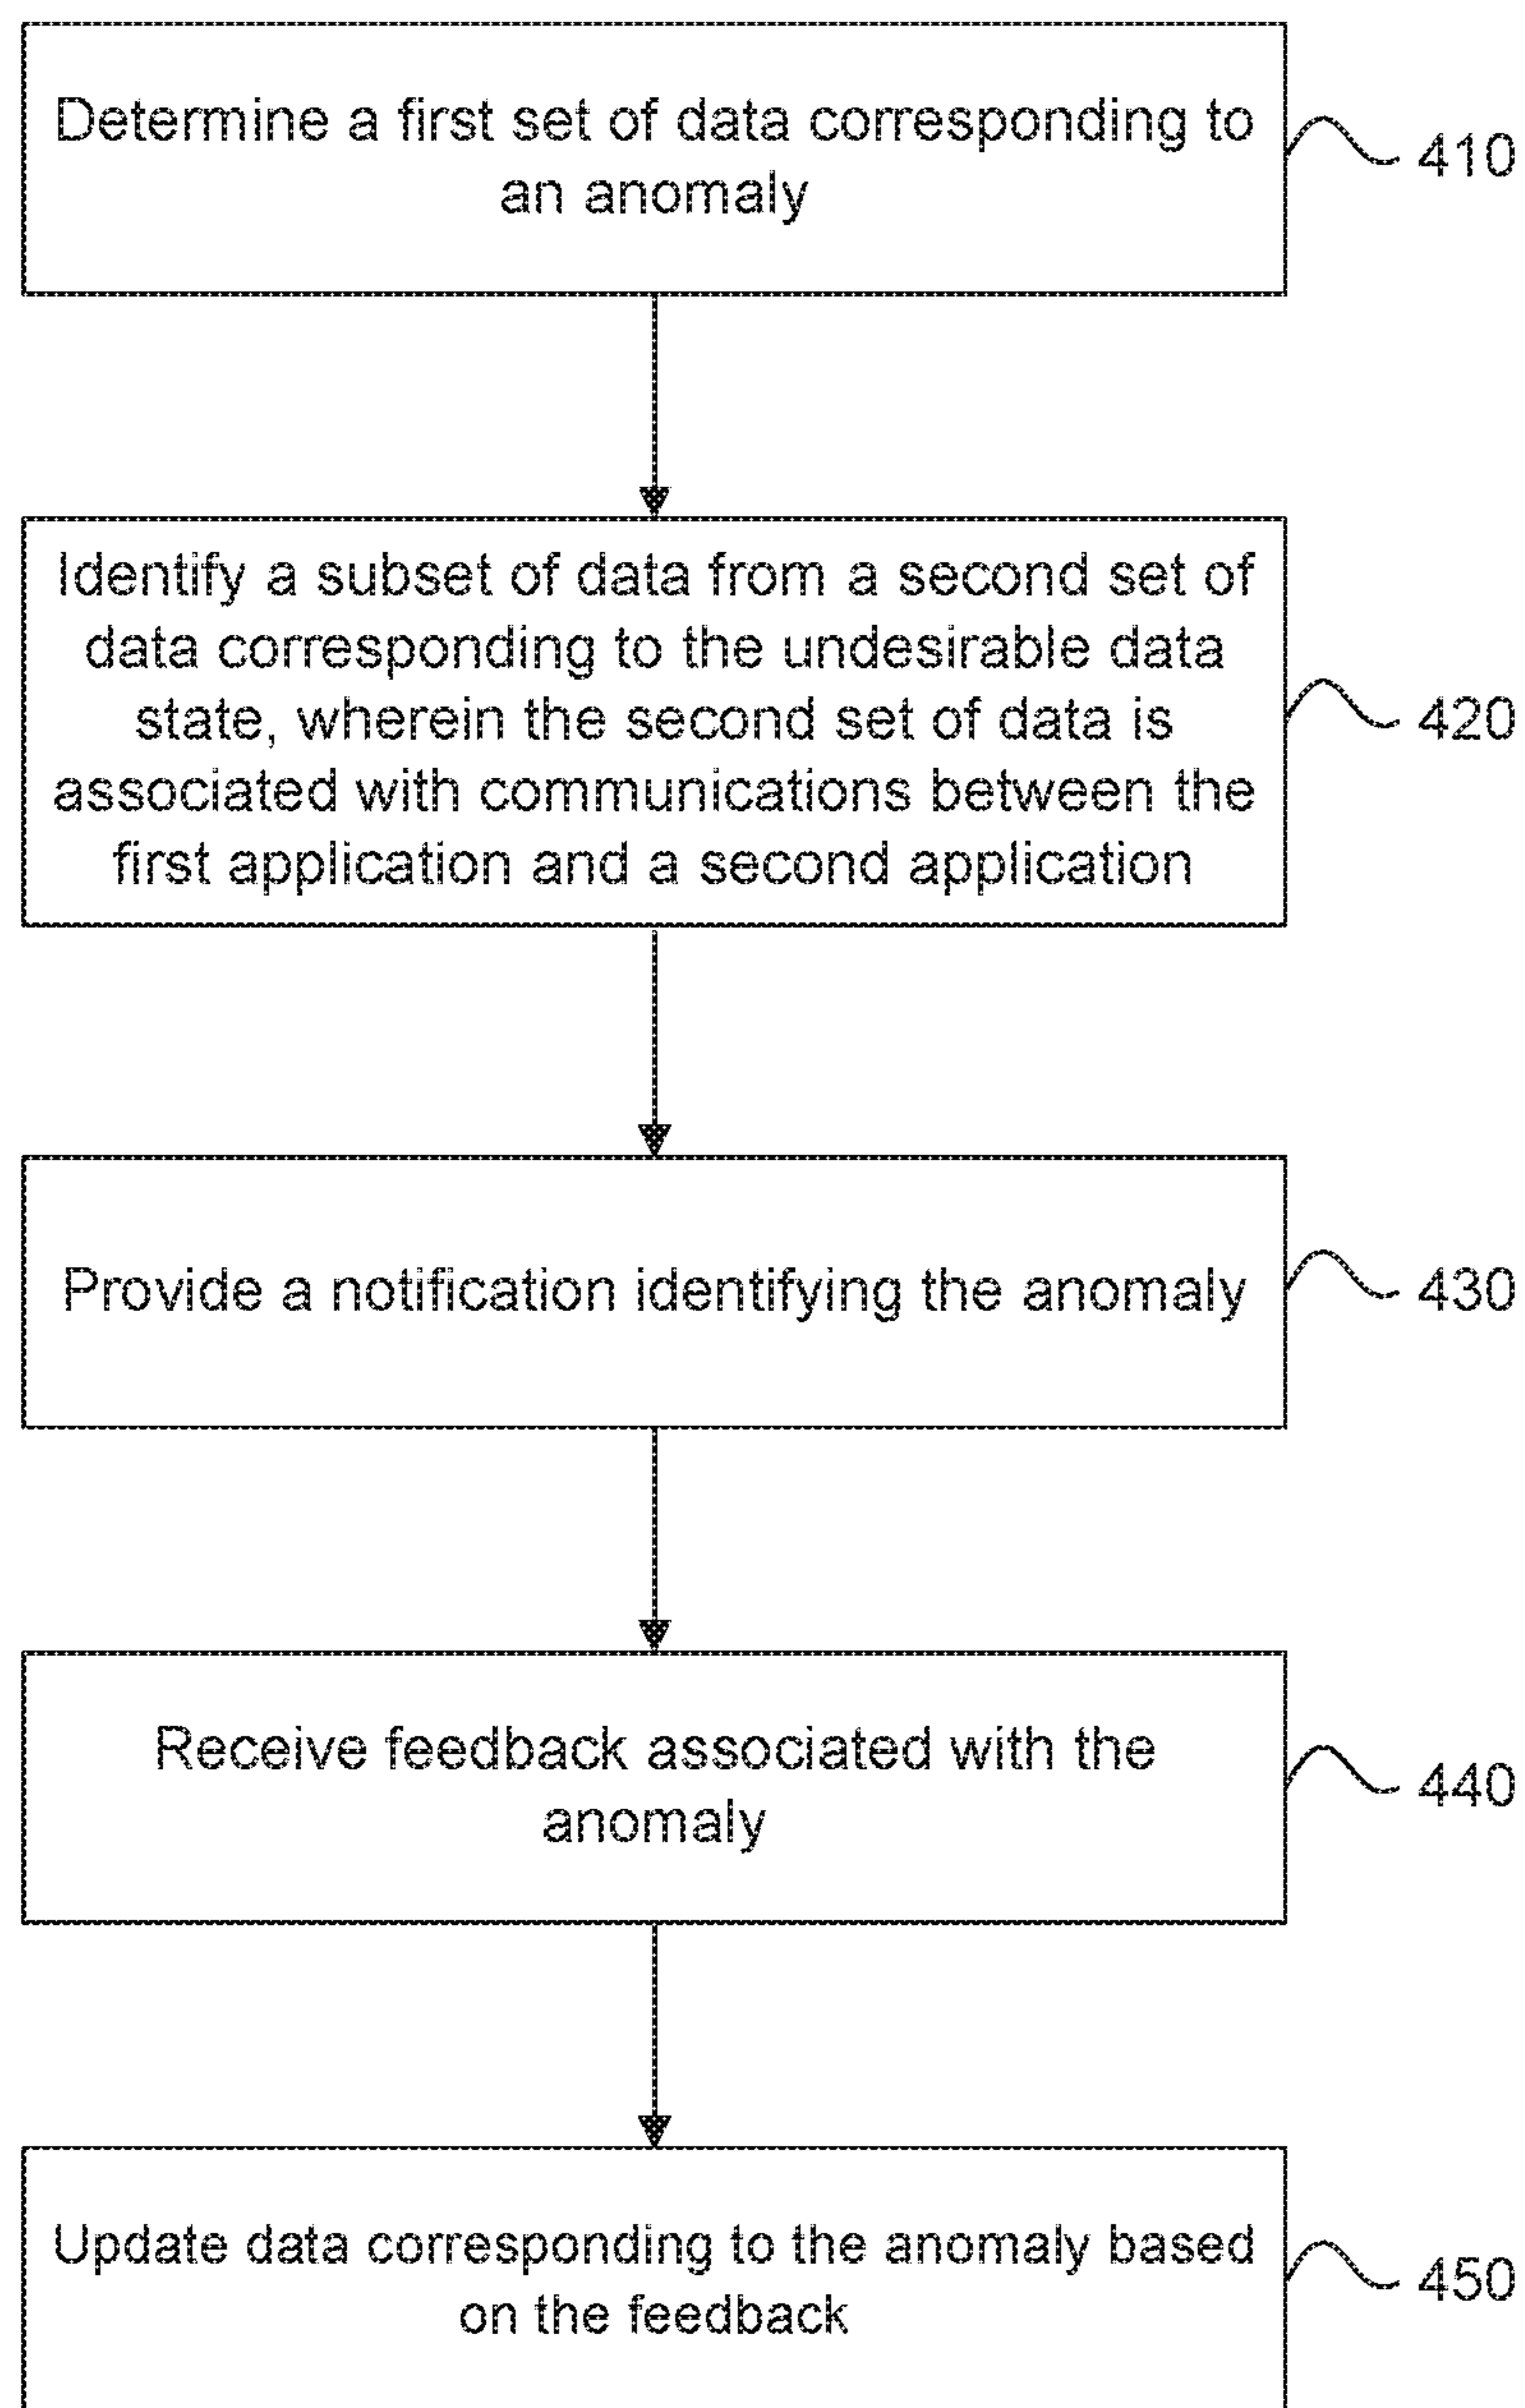 Determine a first set of data corresponding to
an anomaly
410
Identify a subset of data from a second set of
data corresponding to the undesirable data
state, wherein the second set of data is
associated with communications between the
first application and a second application
420
Provide a notification identifying the anomaly
430
Receive feedback associated with the
anomaly
440
Update data corresponding to the anomaly based
on the feedback
450